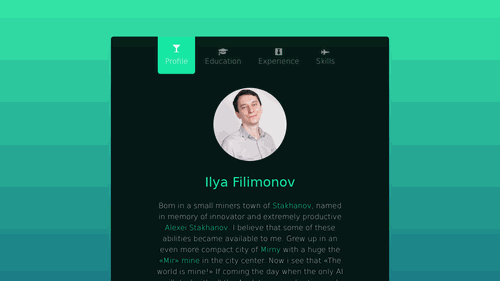 Profile Education Experience Skills
Ilya Filimonov
Born in a small miners town of Stakhanov, named
in memory of innovator and extremely productive
Alexei Stakhanov. I believe that some of these
abilities became available to me. Grew up in an
even more compact city of Mirny with a huge the
«Mir» mine in the city center. Now i see that «The
world is mine!» If coming the day when the only AI